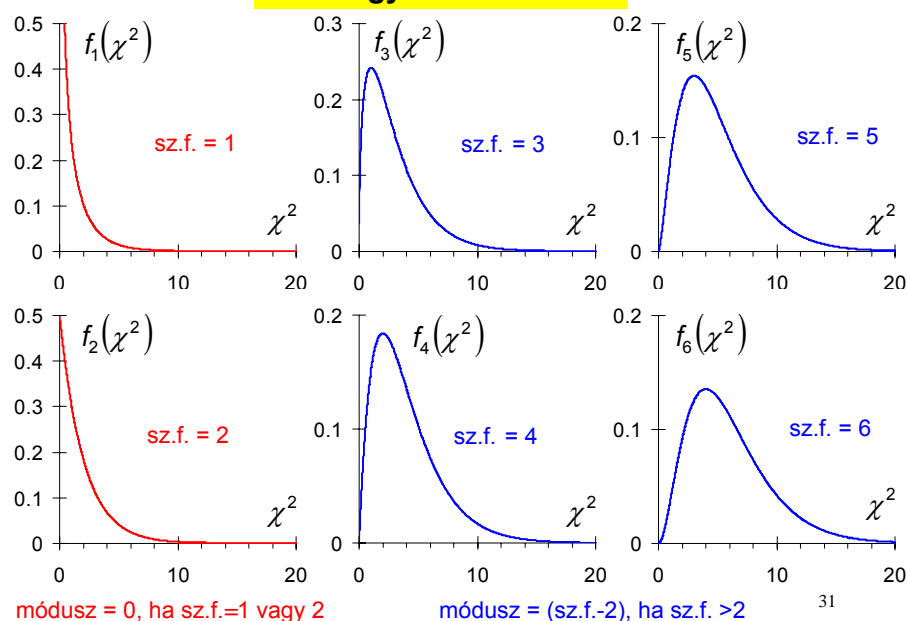 0.5
0.4
0.3
0.2
0.1
0
0 10 20
f₁(χ²)
sz.f. = 1
χ²
0.3
0.2
0.1
0
0 10 20
f₃(χ²)
sz.f. = 3
χ²
0.2
0.1
0
0 10 20
f₅(χ²)
sz.f. = 5
χ²
0.5
0.4
0.3
0.2
0.1
0
0 10 20
f₂(χ²)
sz.f. = 2
χ²
0.2
0.1
0
0 10 20
f₄(χ²)
sz.f. = 4
χ²
0.2
0.1
0
0 10 20
f₆(χ²)
sz.f. = 6
χ²
módusz = 0, ha sz.f.=1 vagy 2
módusz = (sz.f.-2), ha sz.f. >2
31